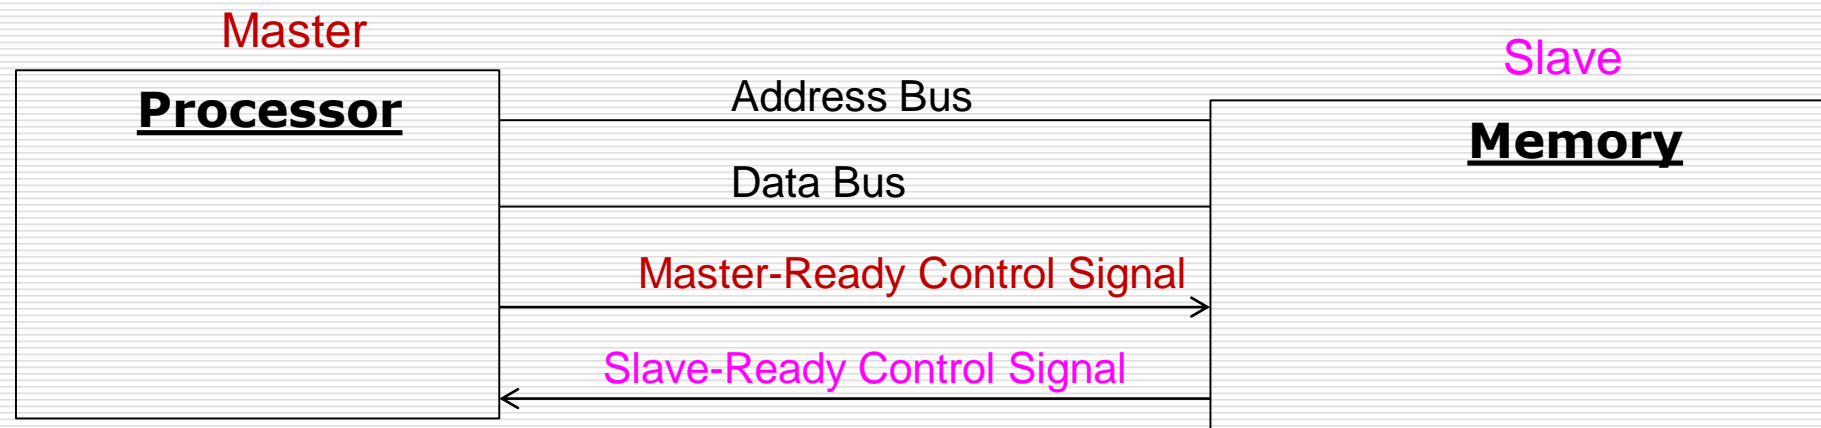 Master
Slave
Processor
Address Bus
Memory
Data Bus
Master-Ready Control Signal
Slave-Ready Control Signal